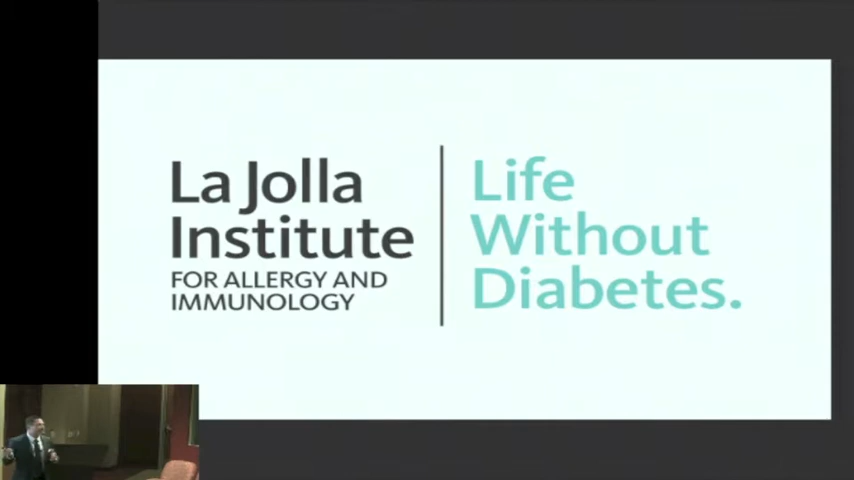 La Jolla
Institute
FOR ALLERGY AND
IMMUNOLOGY
Life
Without
Diabetes.